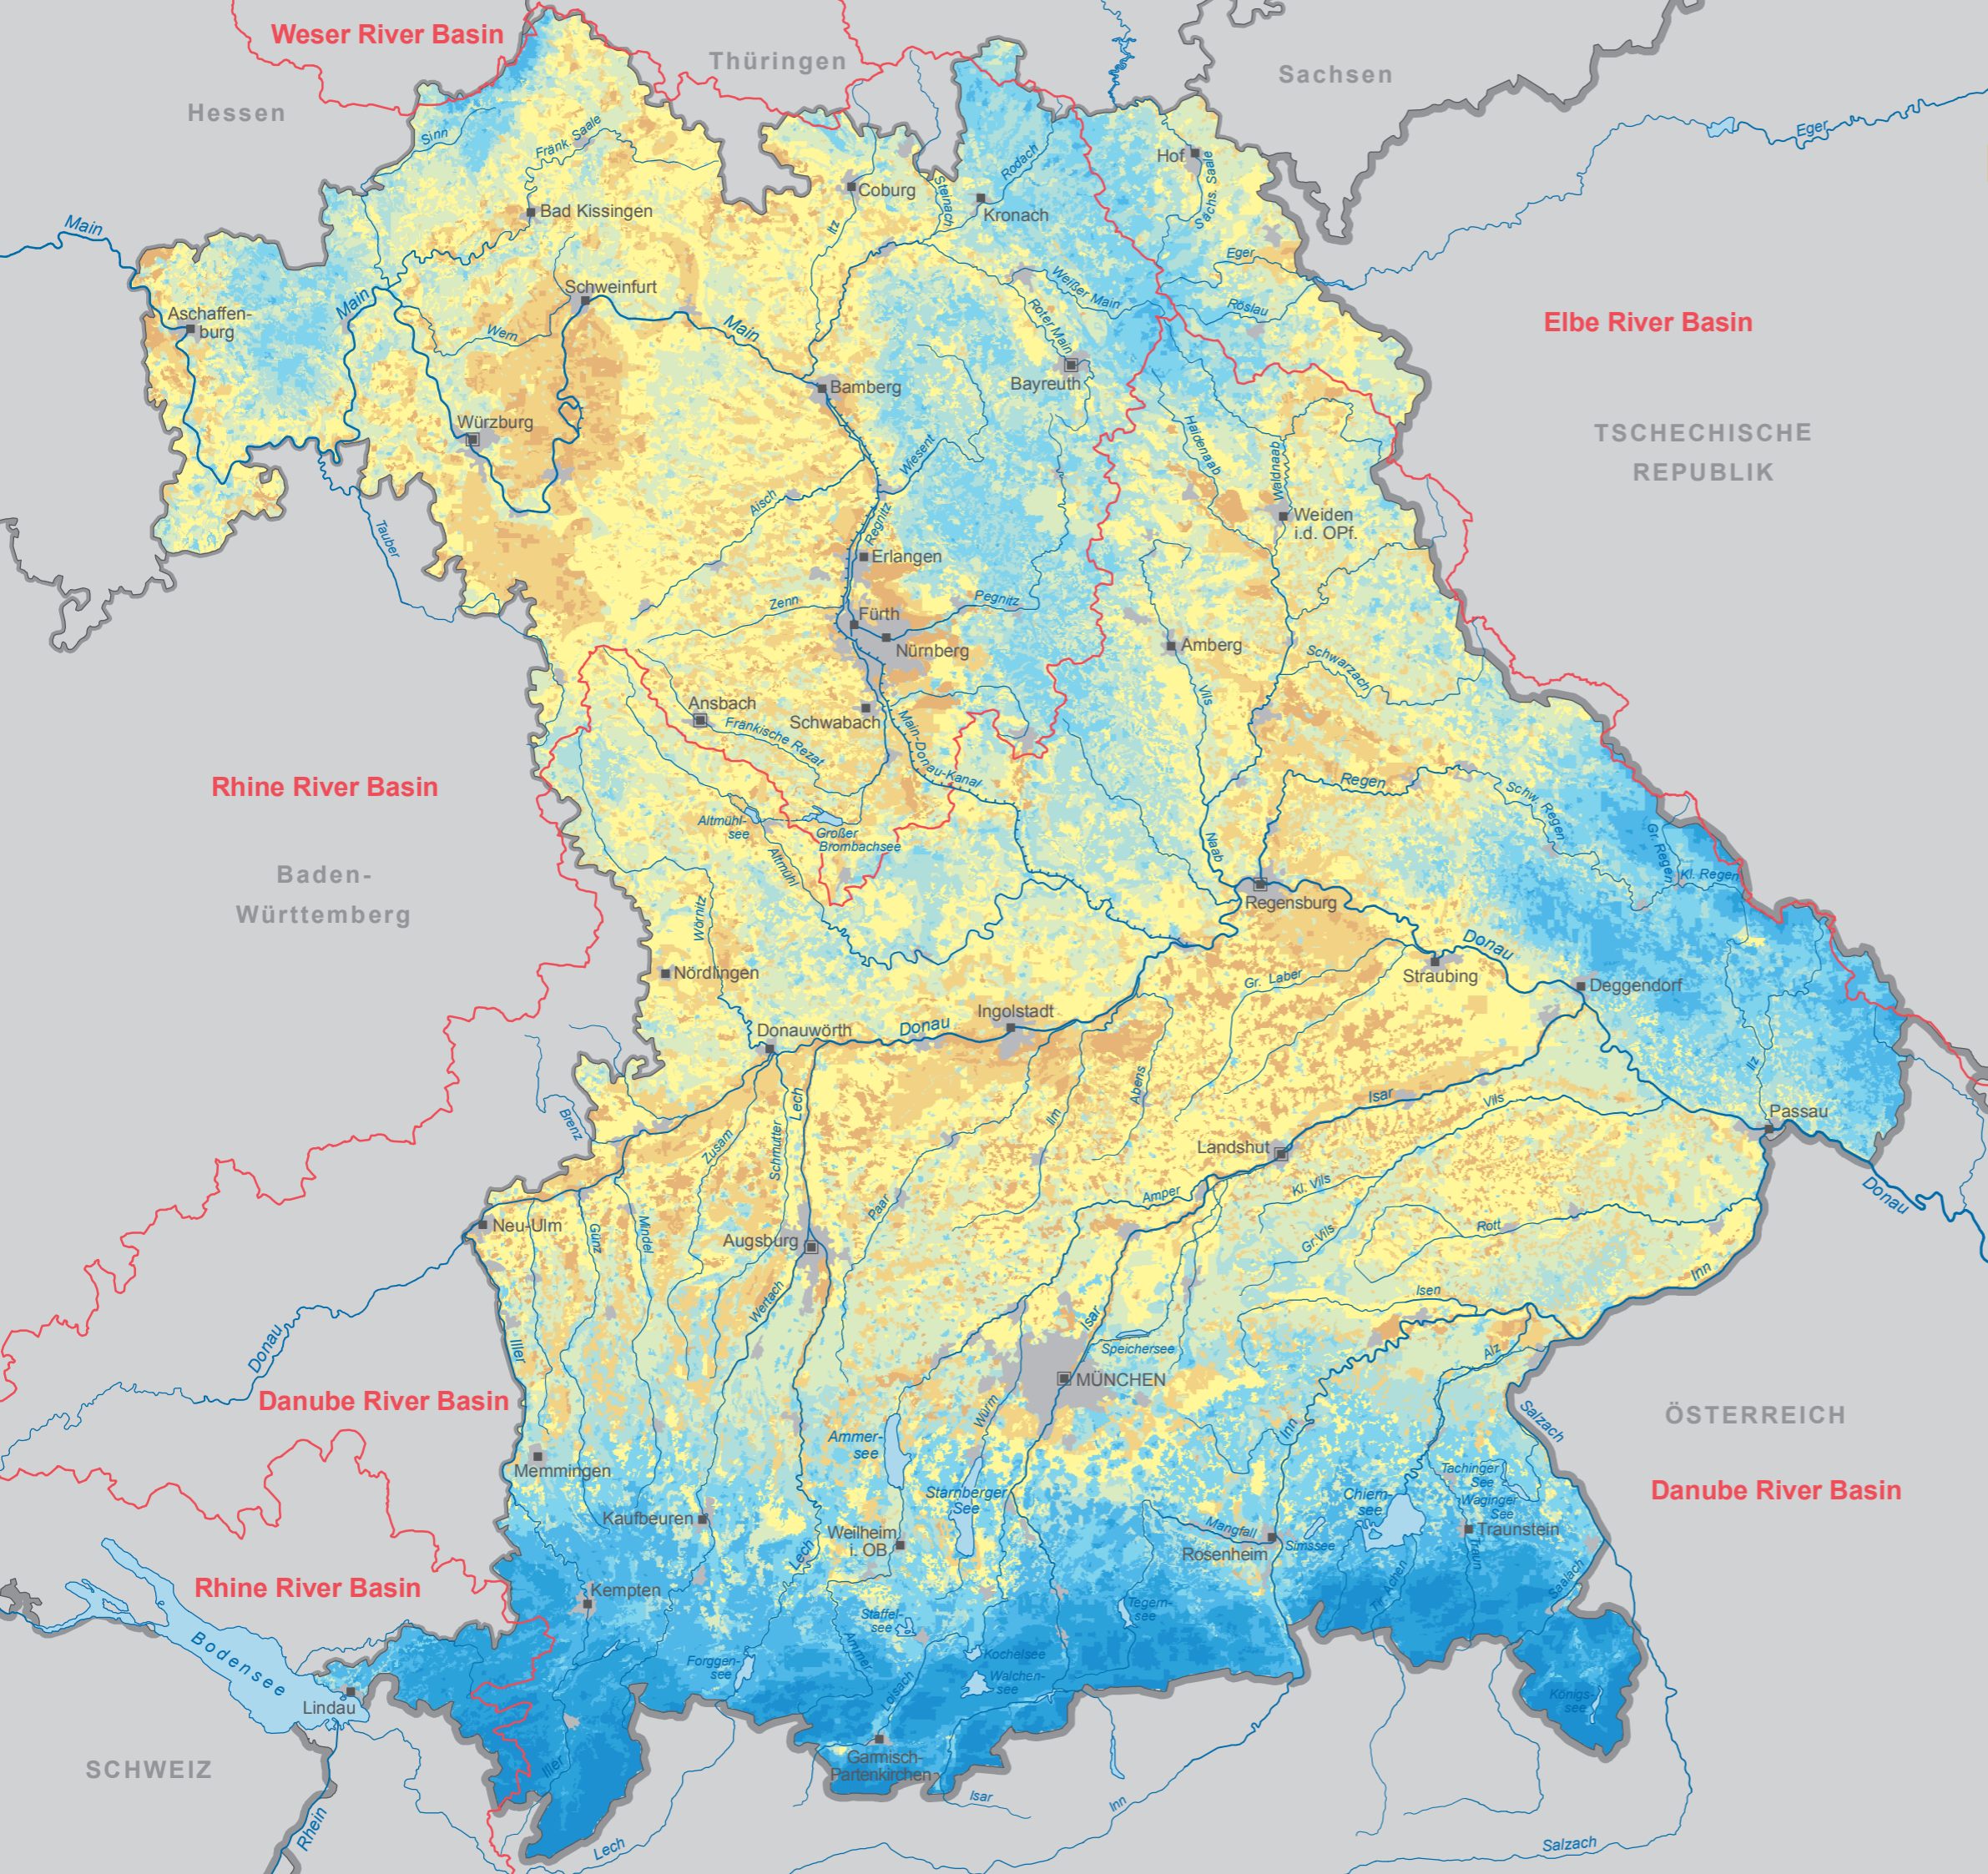 Weser River Basin
Thüringen
Sachsen
Hessen
Eger
Sinn
Fränk. Saale
Hof
Sächs. Saale
Rodach
Steinach
Coburg
Kronach
Bad Kissingen
Itz
Main
Eger
Weißer Main
Röslau
Schweinfurt
Main
Roter Main
Aschaffen-
burg
Wern
Main
Elbe River Basin
Bayreuth
Bamberg
Würzburg
Haidenaab
Waldnaab
TSCHECHISCHE
REPUBLIK
Wiesent
Aisch
Regnitz
Weiden
i.d. OPf.
Tauber
Erlangen
Zenn
Pegnitz
Fürth
Nürnberg
Amberg
Schwarzach
Vils
Ansbach
Schwabach
Fränkische Rezat
Main-Donau-Kanal
Rhine River Basin
Regen
Schw. Regen
Altmühl-
see
Großer
Brombachsee
Altmühl
Naab
Gr. Regen
Kl. Regen
Baden-
Württemberg
Wörnitz
Regensburg
Donau
Nördlingen
Gr. Laber
Straubing
Deggendorf
Ingolstadt
Donauwörth
Donau
Ilz
Abens
Lech
Isar
Vils
Brenz
Zusam
Schmutter
Ilm
Passau
Landshut
Kl. Vils
Amper
Donau
Paar
Neu-Ulm
Günz
Mindel
Augsburg
Gr Vils
Rott
Inn
Wertach
Isen
Isar
Donau
Iller
Speichersee
Alz
MÜNCHEN
Danube River Basin
Würm
Salzach
ÖSTERREICH
Ammer-
see
Inn
Memmingen
Tachinger
See
Starnberger
See
Chiem-
see
Waginger
See
Danube River Basin
Kaufbeuren
Weilheim
i. OB
Mangfall
Rosenheim
Simssee
Traunstein
Traun
Lech
Rhine River Basin
Kempten
Tir. Achen
Saalach
Staffel-
see
Tegern-
see
Bodensee
Ammer
Kochelsee
Forggen-
see
Loisach
Walchen-
see
Lindau
Königs-
see
SCHWEIZ
Garmisch-
Partenkirchen
Iller
Isar
Inn
Rhein
Lech
Salzach